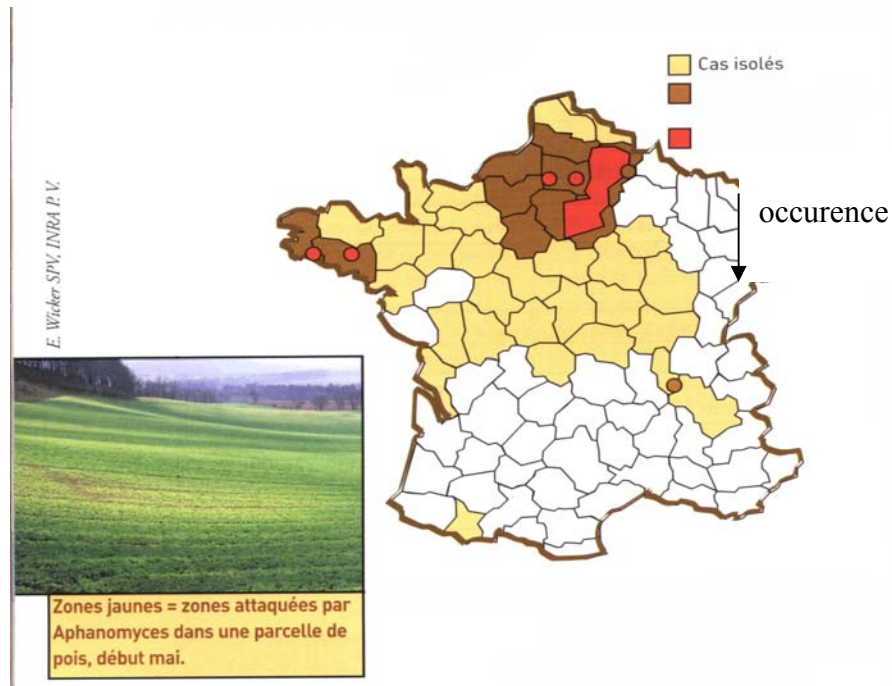 Cas isolés
occurence
E. Wicker SPV, INRA P. V.
Zones jaunes = zones attaquées par
Aphanomyces dans une parcelle de
pois, début mai.